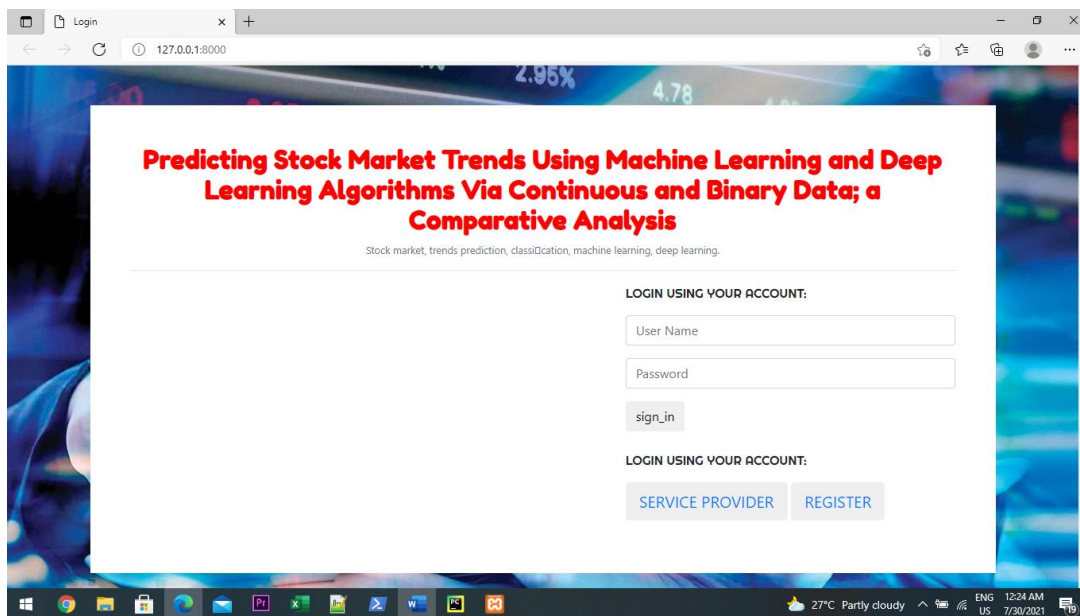 Login
127.0.0.1:8000
2.95%
4.78
Predicting Stock Market Trends Using Machine Learning and Deep
Learning Algorithms Via Continuous and Binary Data; a
Comparative Analysis
Stock market, trends prediction, classi▯cation, machine learning, deep learning.
LOGIN USING YOUR ACCOUNT:
User Name
Password
sign_in
LOGIN USING YOUR ACCOUNT:
SERVICE PROVIDER REGISTER
27°C Partly cloudy
ENG 12:24 AM
US 7/30/2021